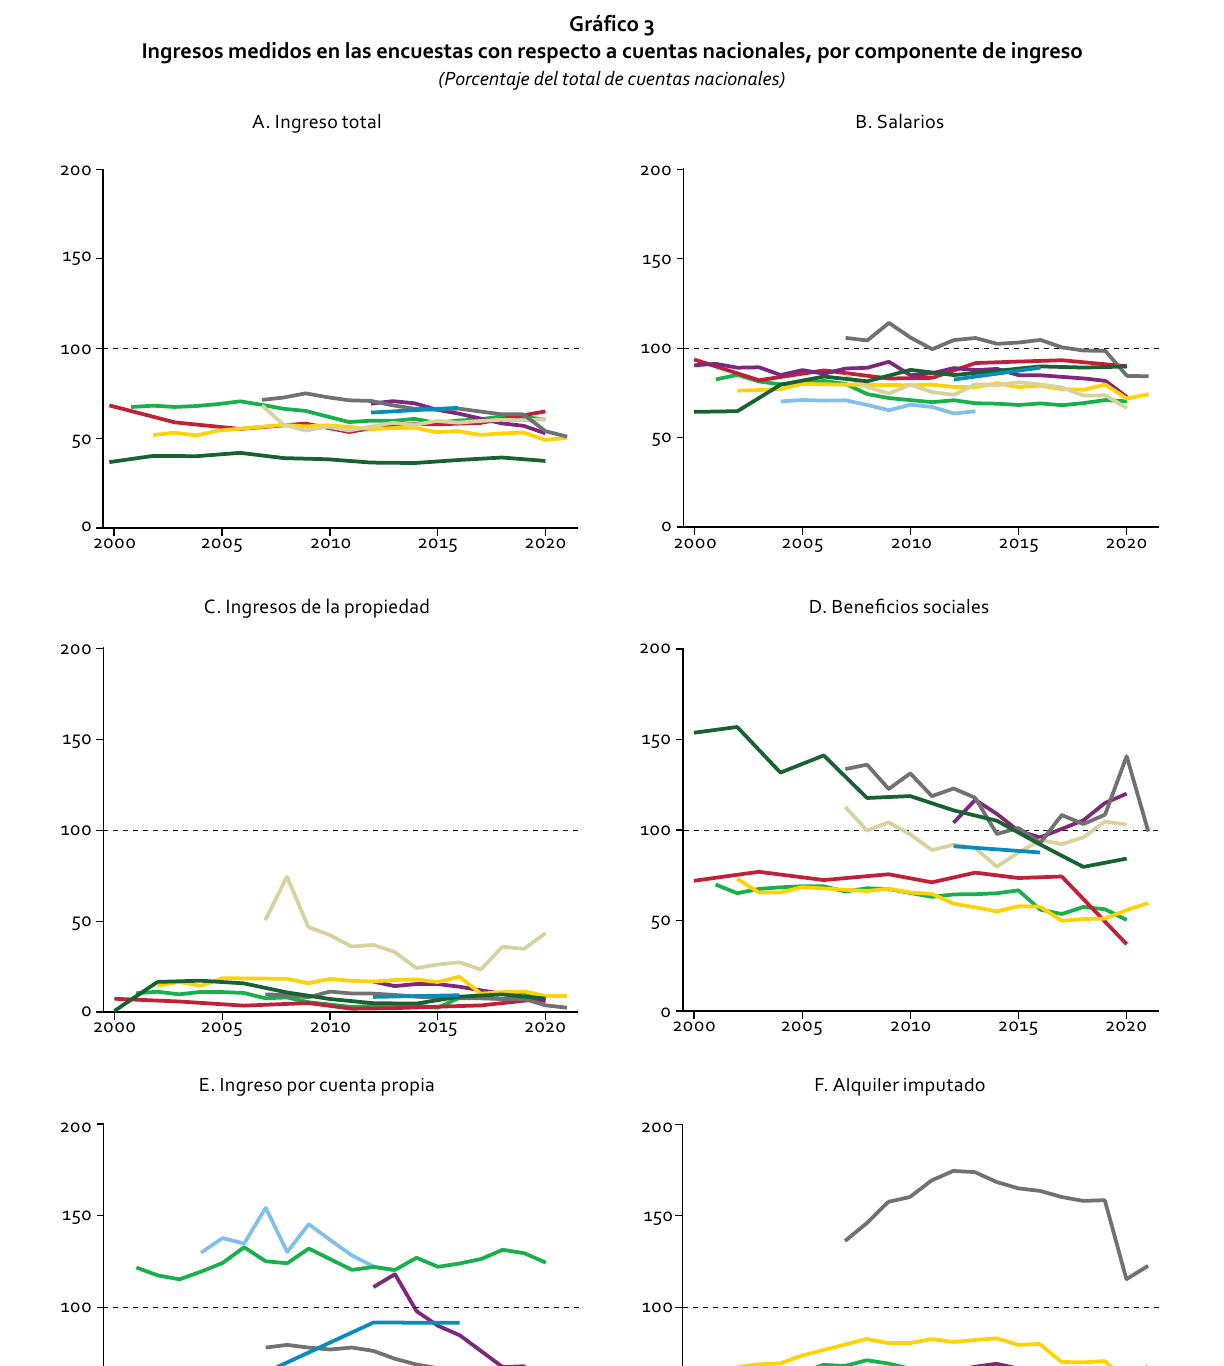 Gráfico 3
Ingresos medidos en las encuestas con respecto a cuentas nacionales, por componente de ingreso
(Porcentaje del total de cuentas nacionales)
A. Ingreso total
200
150
100
50
0
2000 2005 2010 2015 2020
B. Salarios
200
150
100
50
0
2000 2005 2010 2015 2020
C. Ingresos de la propiedad
200
150
100
50
0
2000 2005 2010 2015 2020
D. Beneficios sociales
200
150
100
50
0
2000 2005 2010 2015 2020
E. Ingreso por cuenta propia
200
150
100
F. Alquiler imputado
200
150
100